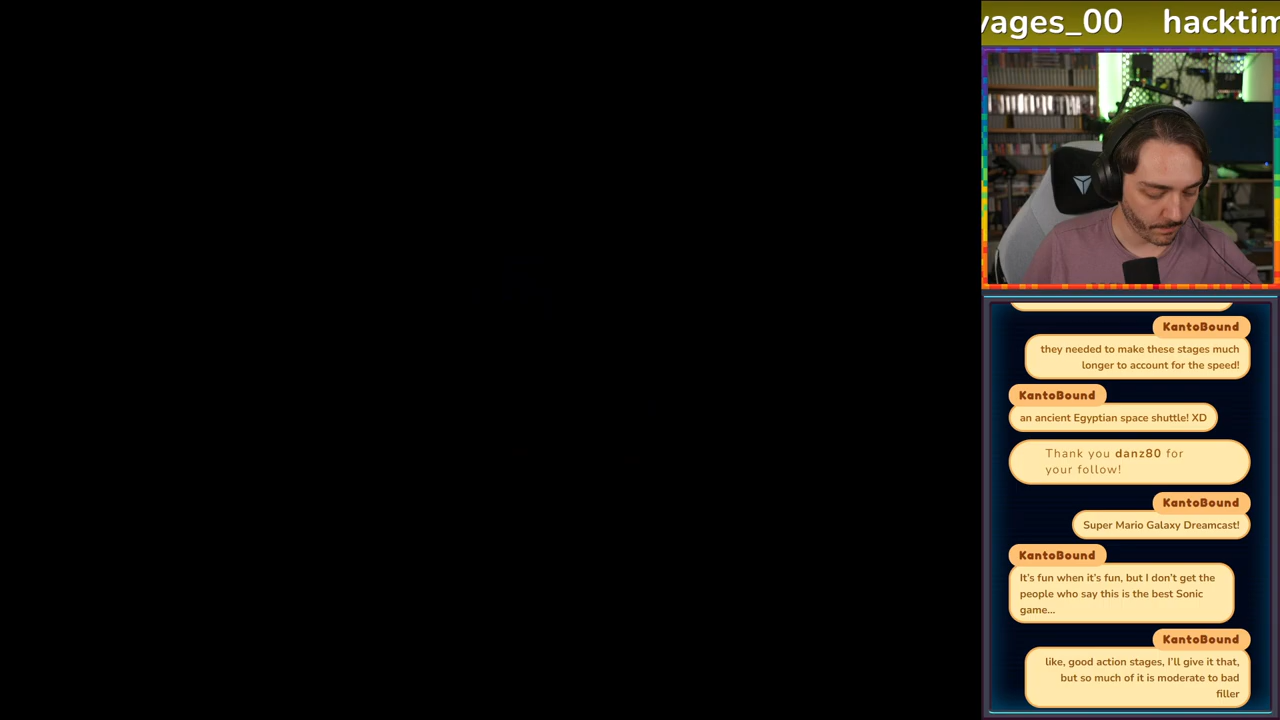 vages_00 hacktim
KantoBound
they needed to make these stages much
longer to account for the speed!
KantoBound
an ancient Egyptian space shuttle! XD
Thank you danz80 for
your follow!
KantoBound
Super Mario Galaxy Dreamcast!
KantoBound
It’s fun when it’s fun, but I don’t get the
people who say this is the best Sonic
game...
KantoBound
like, good action stages, I’ll give it that,
but so much of it is moderate to bad
filler